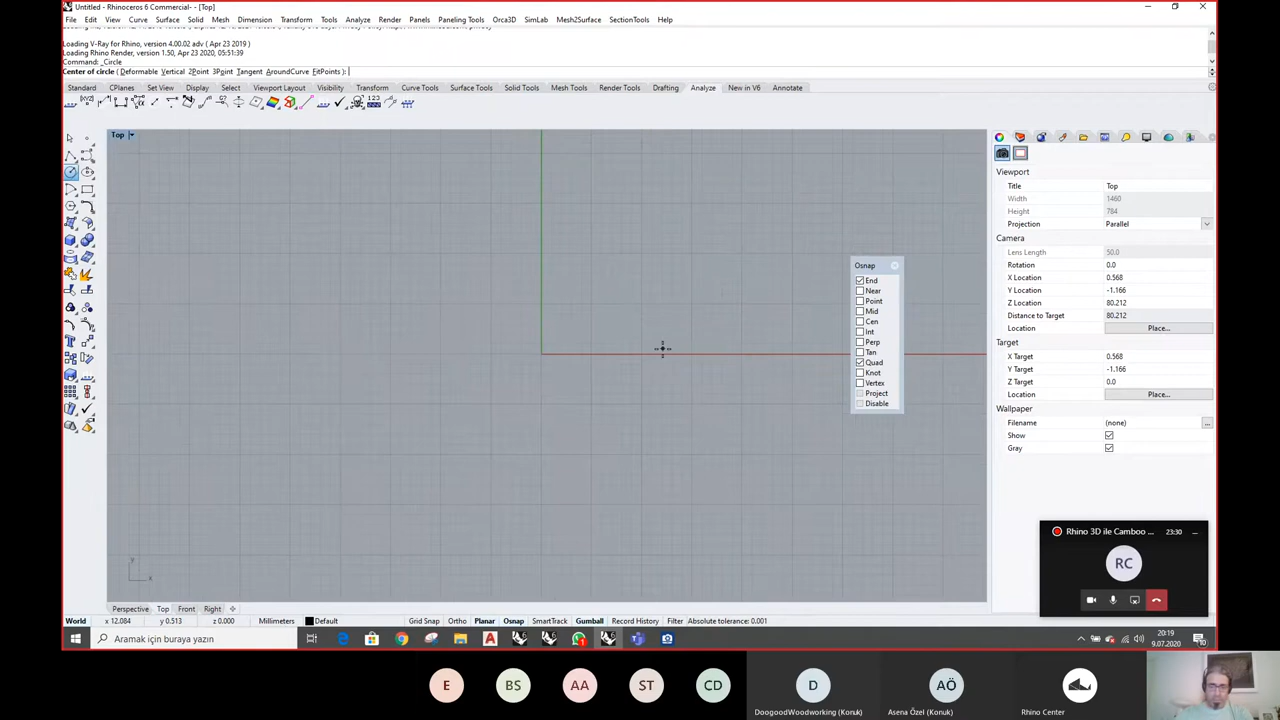 Untitled - Rhinoceros 6 Commercial- - [Top]
File Edit View Curve Surface Solid Mesh Dimension Transform Tools Analyze Render Panels Paneling Tools Orca3D SimLab Mesh2Surface SectionTools Help
Loading V-Ray for Rhino, version 4.00.02 adv ( Apr 23 2019 )
Loading Rhino Render, version 1.50, Apr 23 2020, 05:51:39
Command: _Circle
Center of circle ( Deformable Vertical 2Point 3Point Tangent AroundCurve FitPoints ):
Standard CPlanes Set View Display Select Viewport Layout Visibility Transform Curve Tools Surface Tools Solid Tools Mesh Tools Render Tools Drafting Analyze New in V6 Annotate
Top
Osnap
End
Near
Point
Mid
Cen
Int
Perp
Tan
Quad
Knot
Vertex
Project
Disable
Viewport
Title Top
Width 1460
Height 784
Projection Parallel
Camera
Lens Length 50.0
Rotation 0.0
X Location 0.568
Y Location -1.166
Z Location 80.212
Distance to Target 80.212
Location Place...
Target
X Target 0.568
Y Target -1.166
Z Target 0.0
Location Place...
Wallpaper
Filename (none) ...
Show
Gray
Rhino 3D ile Camboo ... 23:30
RC
y
x
Perspective Top Front Right
World x 12.084 y 0.513 z 0.000 Millimeters Default Grid Snap Ortho Planar Osnap SmartTrack Gumball Record History Filter Absolute tolerance: 0.001
Aramak için buraya yazın
20:19
9.07.2020
E BS AA ST CD D AÖ
DoogoodWoodworking (Konuk) Asena Özel (Konuk) Rhino Center